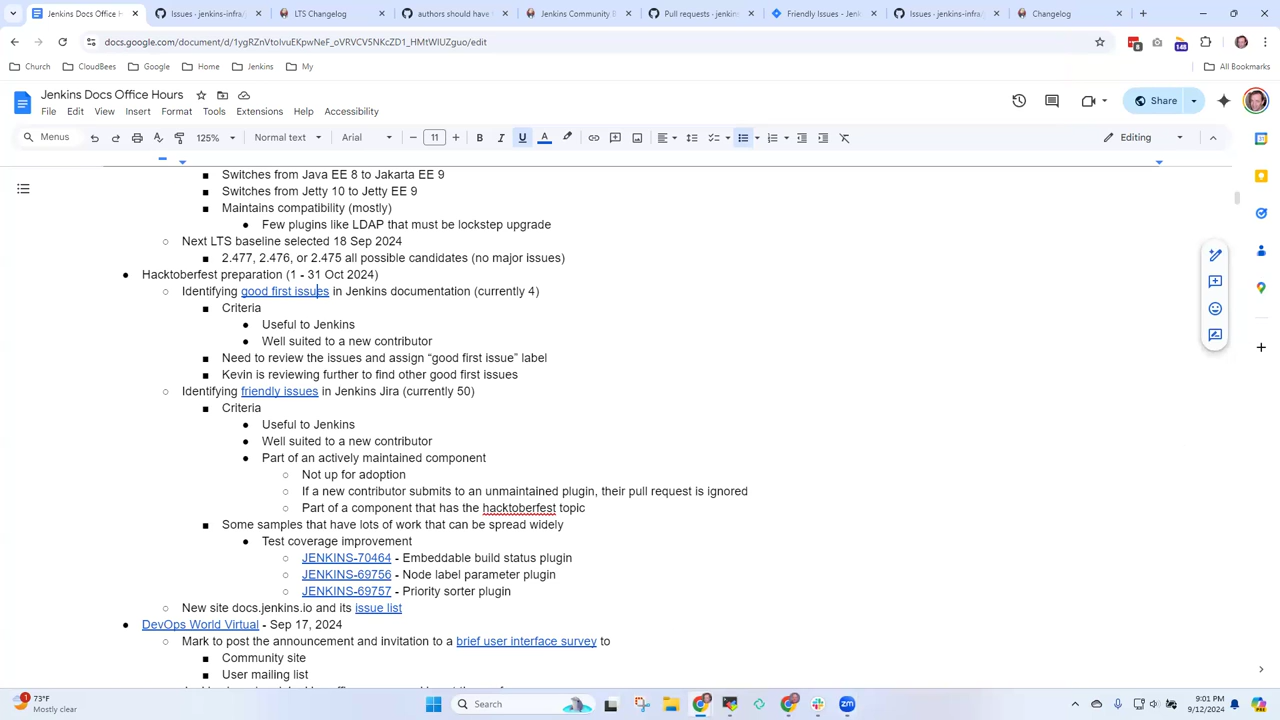 Jenkins Docs Office Hours -
Issues · jenkins-infra/
LTS Changelog
authors should have
Jenkins Community
Pull requests · jenkins
Friendly Issues - Jenk
Issues · jenkins-infra/
Changelog
docs.google.com/document/d/1ygRZnVtoIvuEKpwNeF_oVRVCV5NKcZD1_HMtWlUZguo/edit
8
148
Church
CloudBees
Google
Home
Jenkins
My
All Bookmarks
Jenkins Docs Office Hours
File Edit View Insert Format Tools Extensions Help Accessibility
Share
Menus
125%
Normal text
Arial
11
B I U A
Editing
Switches from Java EE 8 to Jakarta EE 9
Switches from Jetty 10 to Jetty EE 9
Maintains compatibility (mostly)
Few plugins like LDAP that must be lockstep upgrade
Next LTS baseline selected 18 Sep 2024
2.477, 2.476, or 2.475 all possible candidates (no major issues)
Hacktoberfest preparation (1 - 31 Oct 2024)
Identifying good first issues in Jenkins documentation (currently 4)
Criteria
Useful to Jenkins
Well suited to a new contributor
Need to review the issues and assign “good first issue” label
Kevin is reviewing further to find other good first issues
Identifying friendly issues in Jenkins Jira (currently 50)
Criteria
Useful to Jenkins
Well suited to a new contributor
Part of an actively maintained component
Not up for adoption
If a new contributor submits to an unmaintained plugin, their pull request is ignored
Part of a component that has the hacktoberfest topic
Some samples that have lots of work that can be spread widely
Test coverage improvement
JENKINS-70464 - Embeddable build status plugin
JENKINS-69756 - Node label parameter plugin
JENKINS-69757 - Priority sorter plugin
New site docs.jenkins.io and its issue list
DevOps World Virtual - Sep 17, 2024
Mark to post the announcement and invitation to a brief user interface survey to
Community site
User mailing list
1
73°F
Mostly clear
Search
9:01 PM
9/12/2024